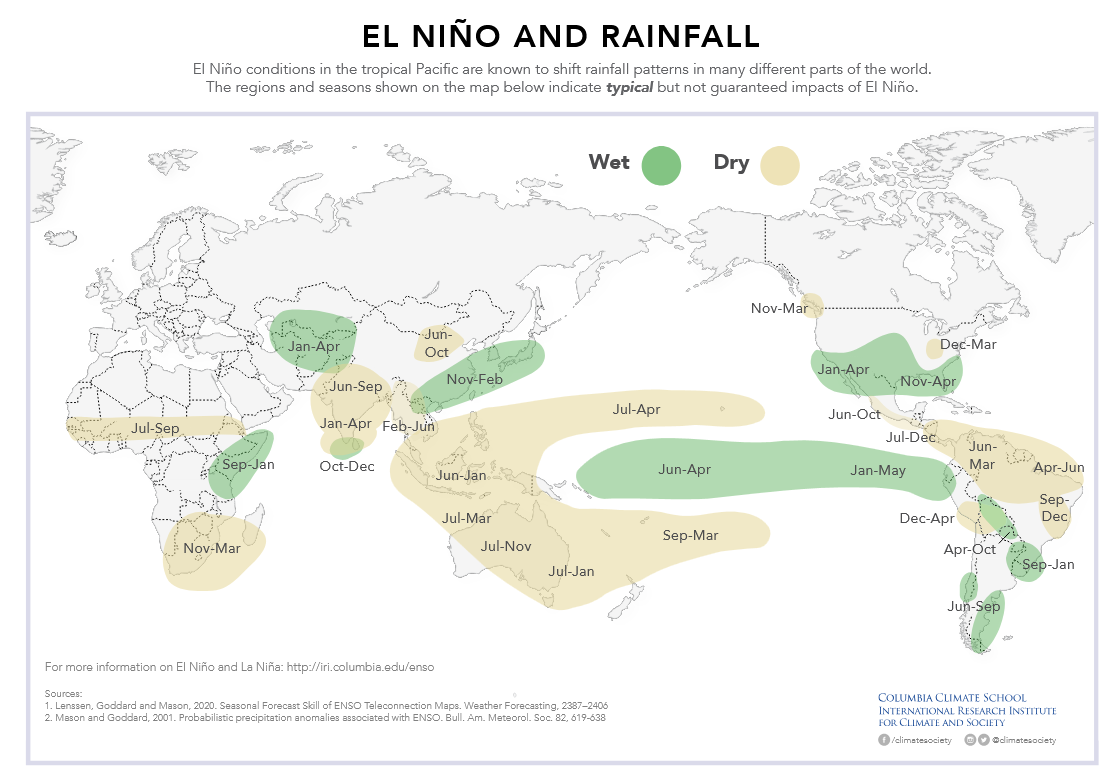 EL NIÑO AND RAINFALL
El Niño conditions in the tropical Pacific are known to shift rainfall patterns in many different parts of the world.
The regions and seasons shown on the map below indicate typical but not guaranteed impacts of El Niño.
Wet
Dry
Nov-Mar
Jan-Apr
Jun-
Oct
Dec-Mar
Nov-Feb
Jun-Sep
Jan-Apr
Nov-Apr
Jul-Apr
Jun-Oct
Jul-Sep
Jan-Apr
Feb-Jun
Jul-Dec
Sep-Jan
Oct-Dec
Jun-Jan
Jun-Apr
Jan-May
Jun-
Mar
Apr-Jun
Sep-
Dec
Jul-Mar
Dec-Apr
Nov-Mar
Jul-Nov
Sep-Mar
Apr-Oct
Jul-Jan
Sep-Jan
Jun-Sep
For more information on El Niño and La Niña: http://iri.columbia.edu/enso
Sources:
1. Lenssen, Goddard and Mason, 2020. Seasonal Forecast Skill of ENSO Teleconnection Maps. Weather Forecasting, 2387–2406
2. Mason and Goddard, 2001. Probabilistic precipitation anomalies associated with ENSO. Bull. Am. Meteorol. Soc. 82, 619-638
COLUMBIA CLIMATE SCHOOL
INTERNATIONAL RESEARCH INSTITUTE
FOR CLIMATE AND SOCIETY
/climatesociety
@climatesociety